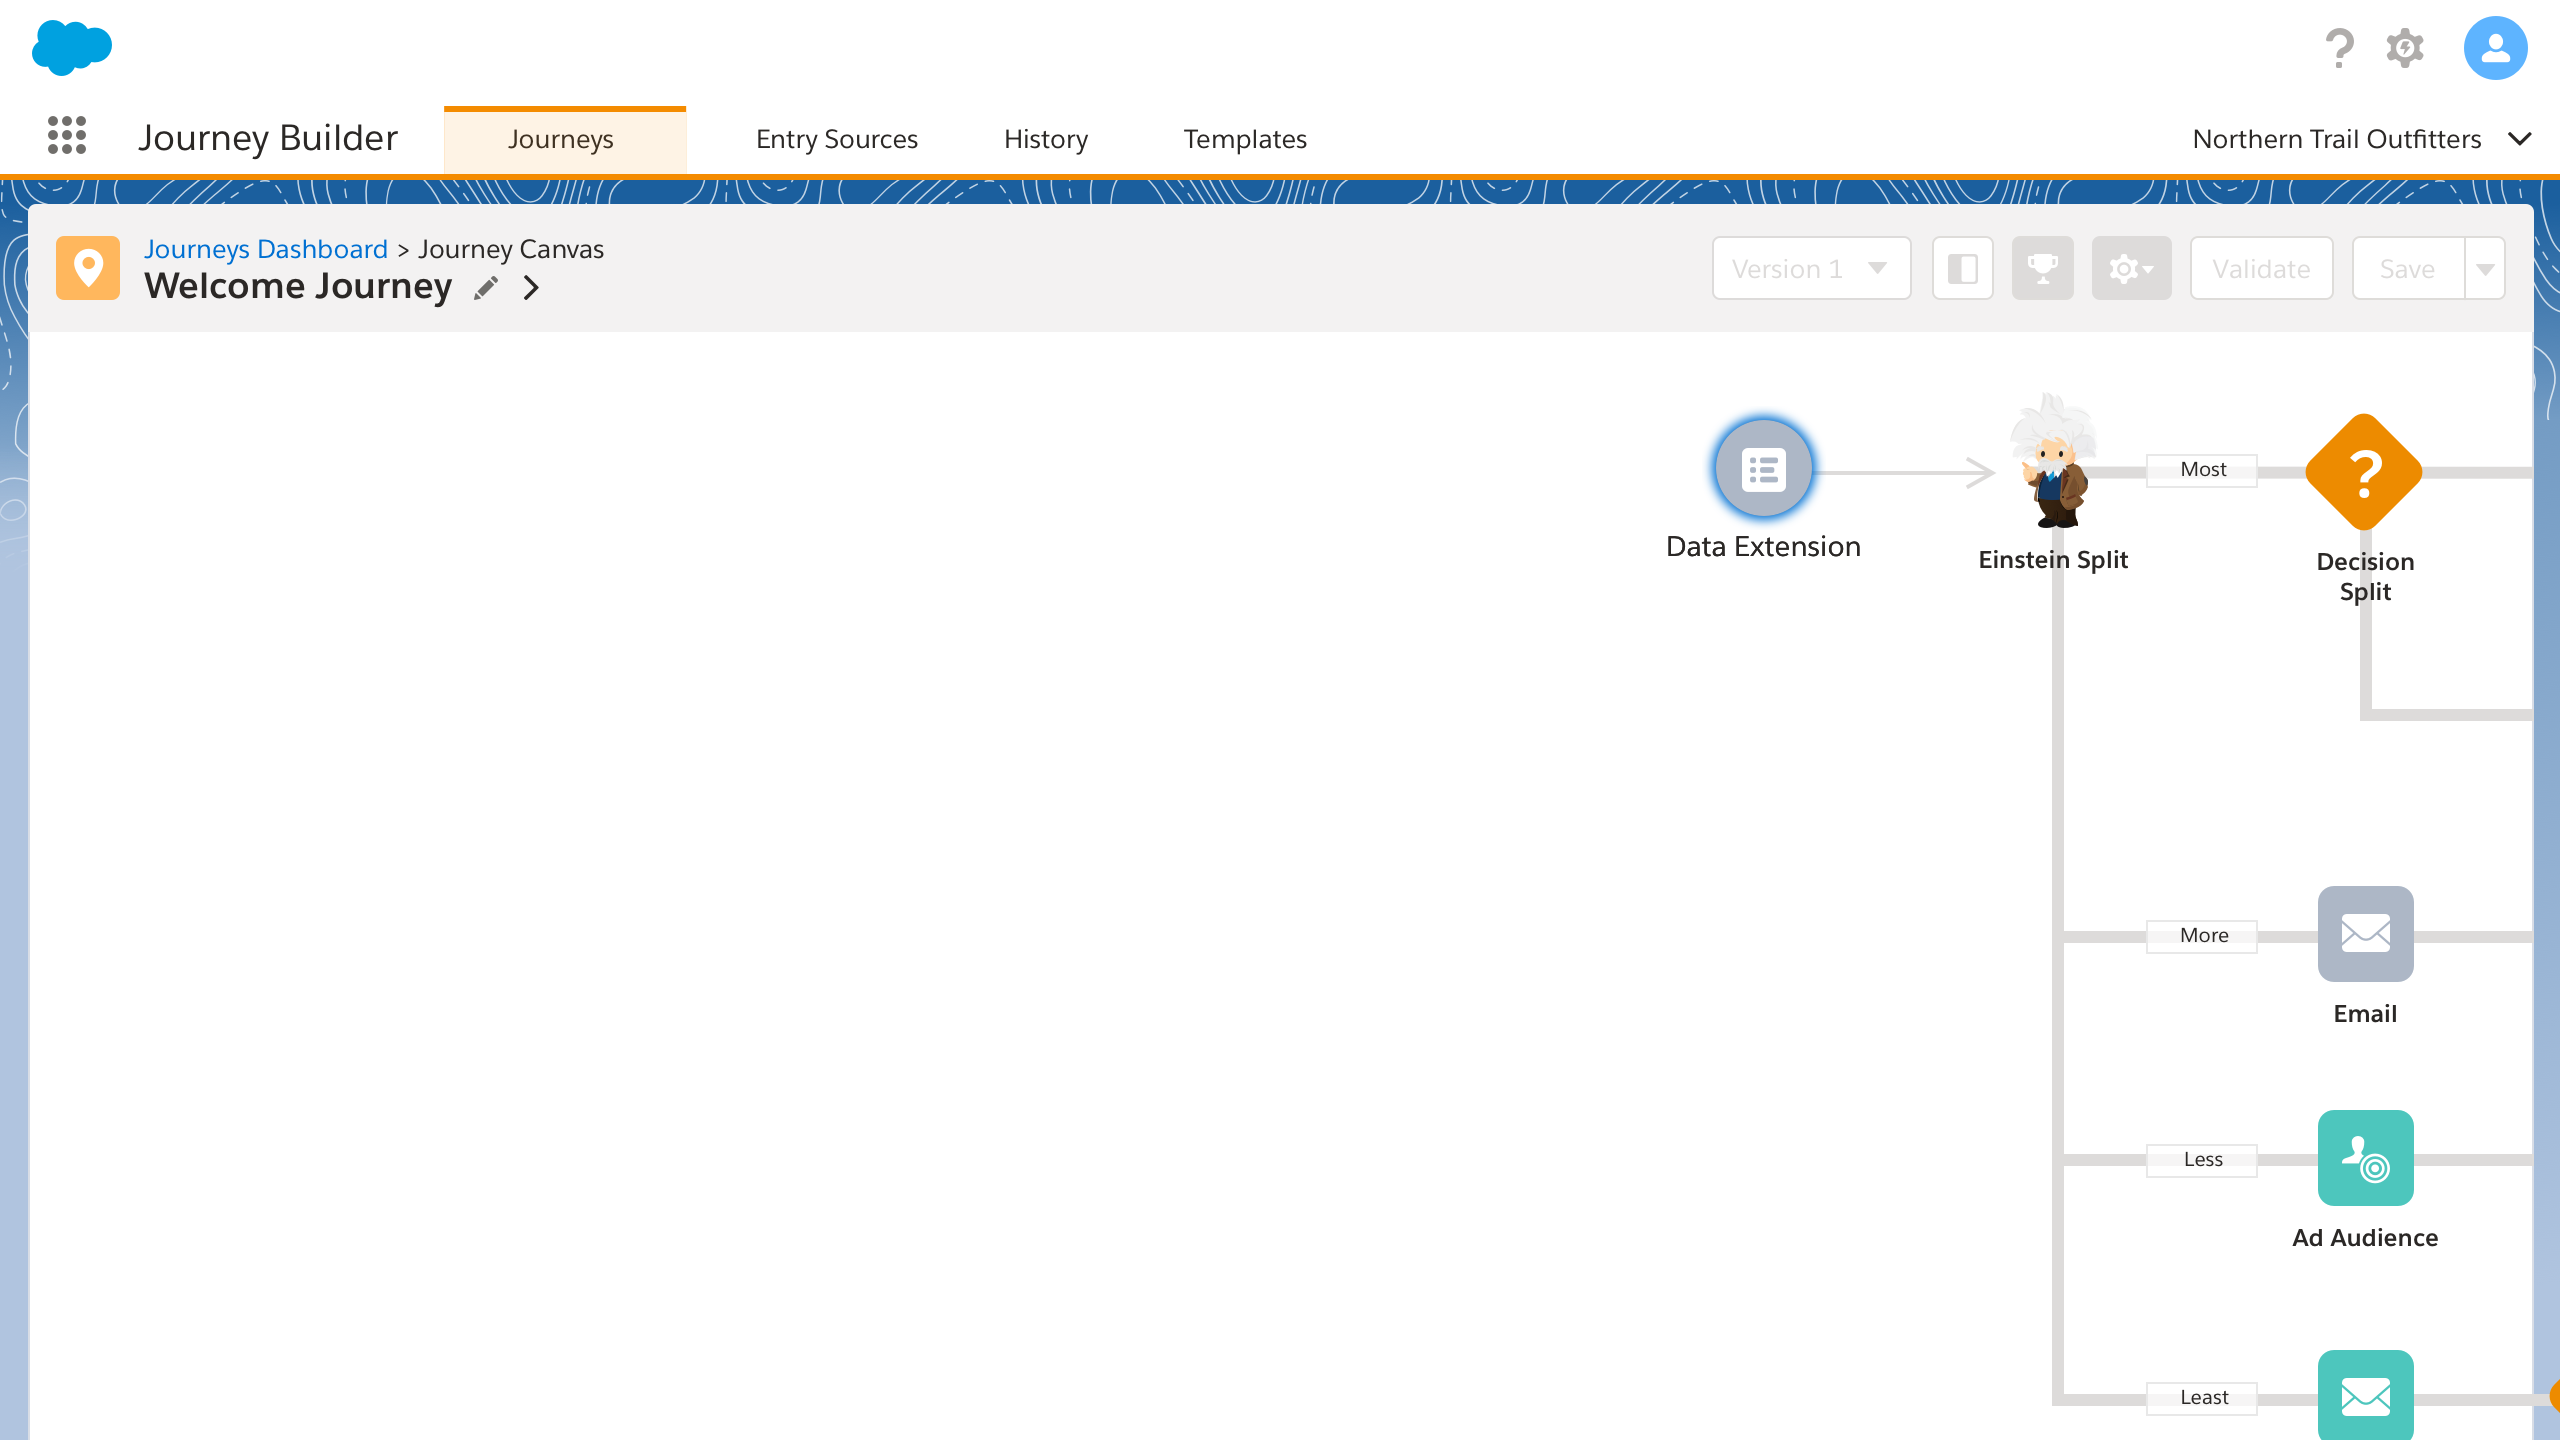 Journey Builder
Journeys
Entry Sources
History
Templates
Northern Trail Outfitters
Journeys Dashboard > Journey Canvas
Welcome Journey
Version 1
Validate
Save
Data Extension
Einstein Split
Most
Decision
Split
More
Email
Less
Ad Audience
Least